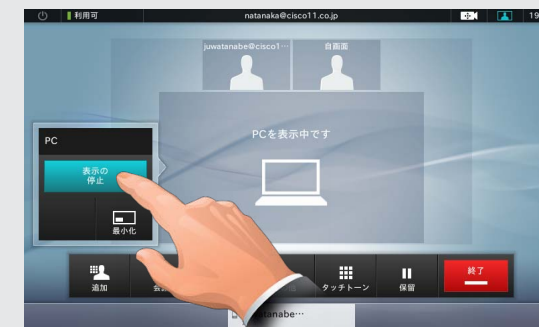 利用可
natanaka@cisco11.co.jp
19
juwatanabe@cisco1…
自画面
PCを表示中です
PC
表示の
停止
最小化
追加
タッチトーン
保留
終了